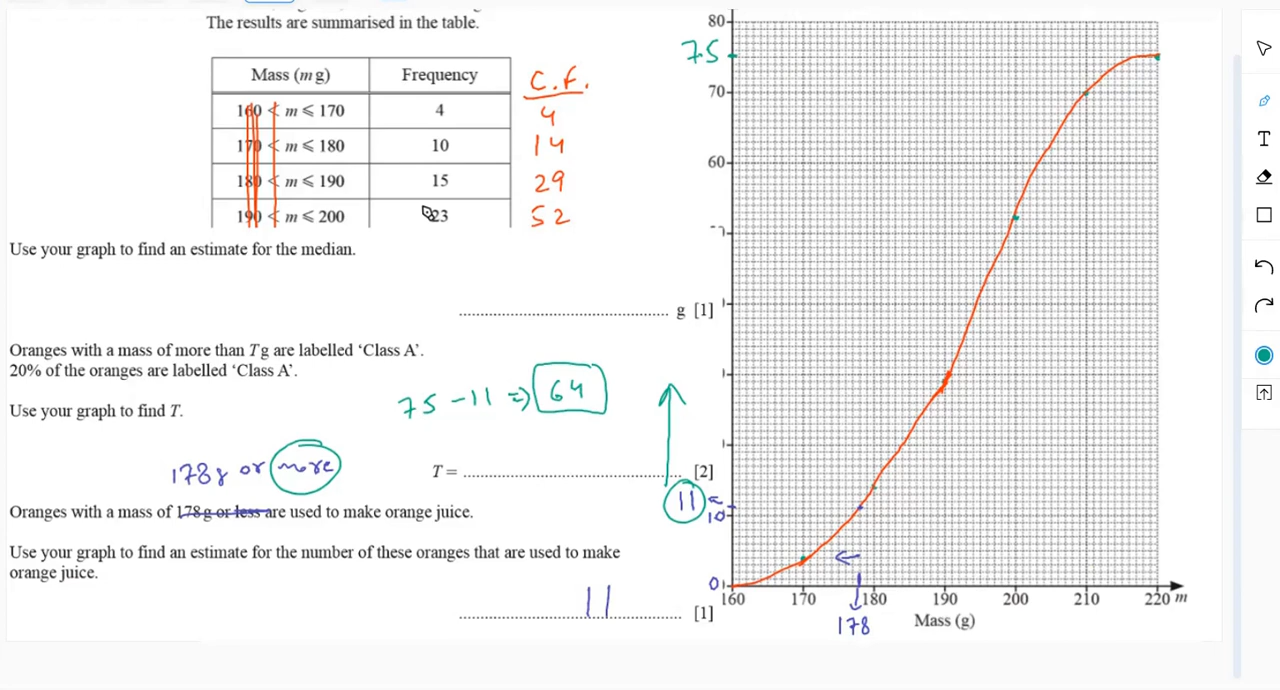 The results are summarised in the table.
Mass (m g) Frequency C.F.
160 < m ⩽ 170 4 4
170 < m ⩽ 180 10 14
180 < m ⩽ 190 15 29
190 < m ⩽ 200 23 52
Use your graph to find an estimate for the median.
g [1]
Oranges with a mass of more than T g are labelled ‘Class A’.
20% of the oranges are labelled ‘Class A’.
75 - 11 => 64
Use your graph to find T.
178g or more
T = [2]
Oranges with a mass of 178 g or less are used to make orange juice.
Use your graph to find an estimate for the number of these oranges that are used to make
orange juice.
11
[1]
80
75
70
60
11
10
0
160 170 180 190 200 210 220 m
178
Mass (g)
T